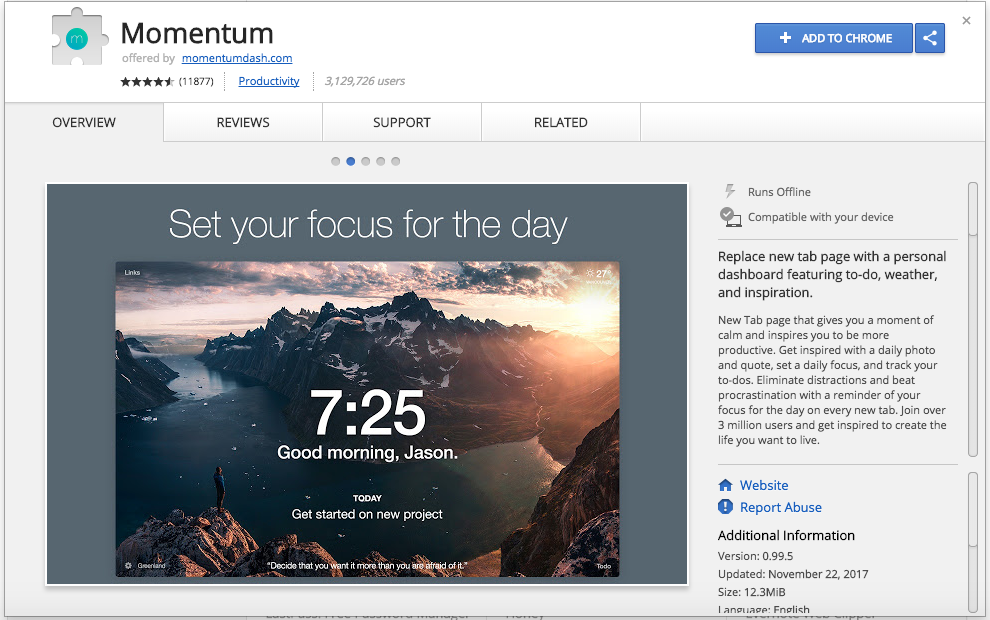 Momentum
offered by momentumdash.com
(11877)
Productivity
3,129,726 users
ADD TO CHROME
OVERVIEW
REVIEWS
SUPPORT
RELATED
Set your focus for the day
Links
27°
7:25
Good morning, Jason.
TODAY
Get started on new project
Greenland
"Decide that you want it more than you are afraid of it."
Todo
Runs Offline
Compatible with your device
Replace new tab page with a personal
dashboard featuring to-do, weather,
and inspiration.
New Tab page that gives you a moment of
calm and inspires you to be more
productive. Get inspired with a daily photo
and quote, set a daily focus, and track your
to-dos. Eliminate distractions and beat
procrastination with a reminder of your
focus for the day on every new tab. Join over
3 million users and get inspired to create the
life you want to live.
Website
Report Abuse
Additional Information
Version: 0.99.5
Updated: November 22, 2017
Size: 12.3MiB
Language: English